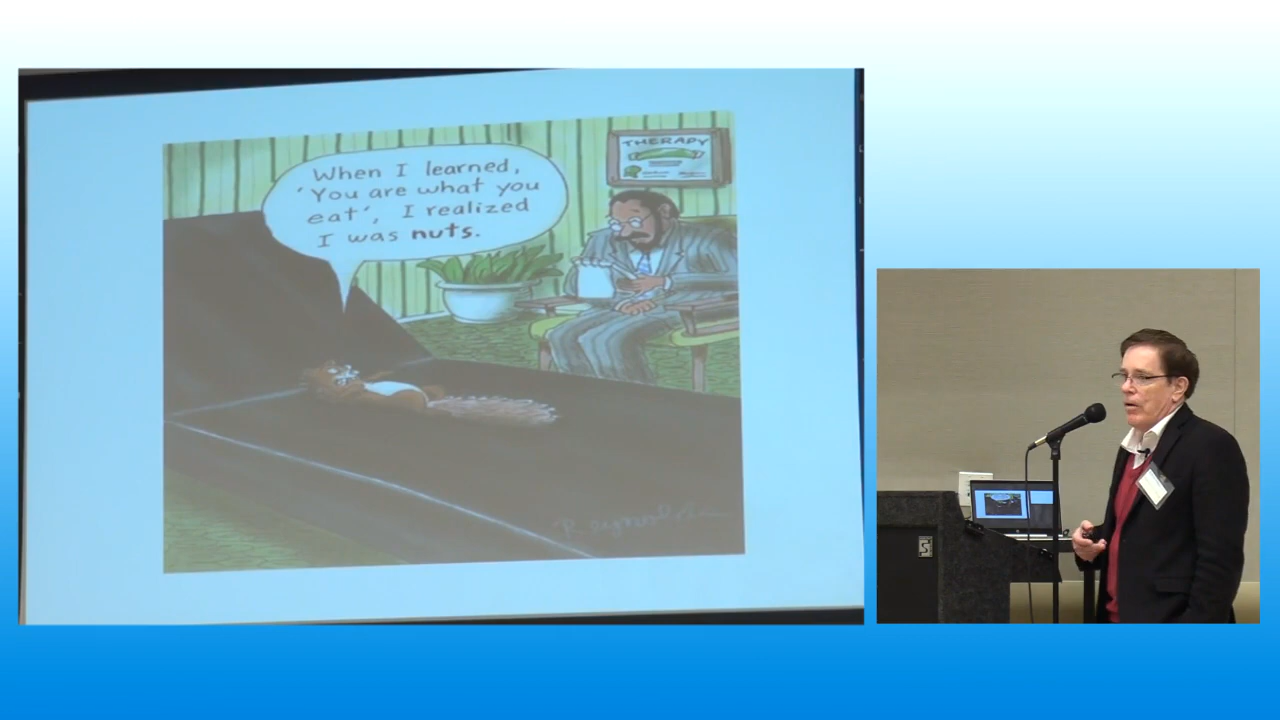 When I learned,
'You are what you
eat', I realized
I was nuts.
THERAPY